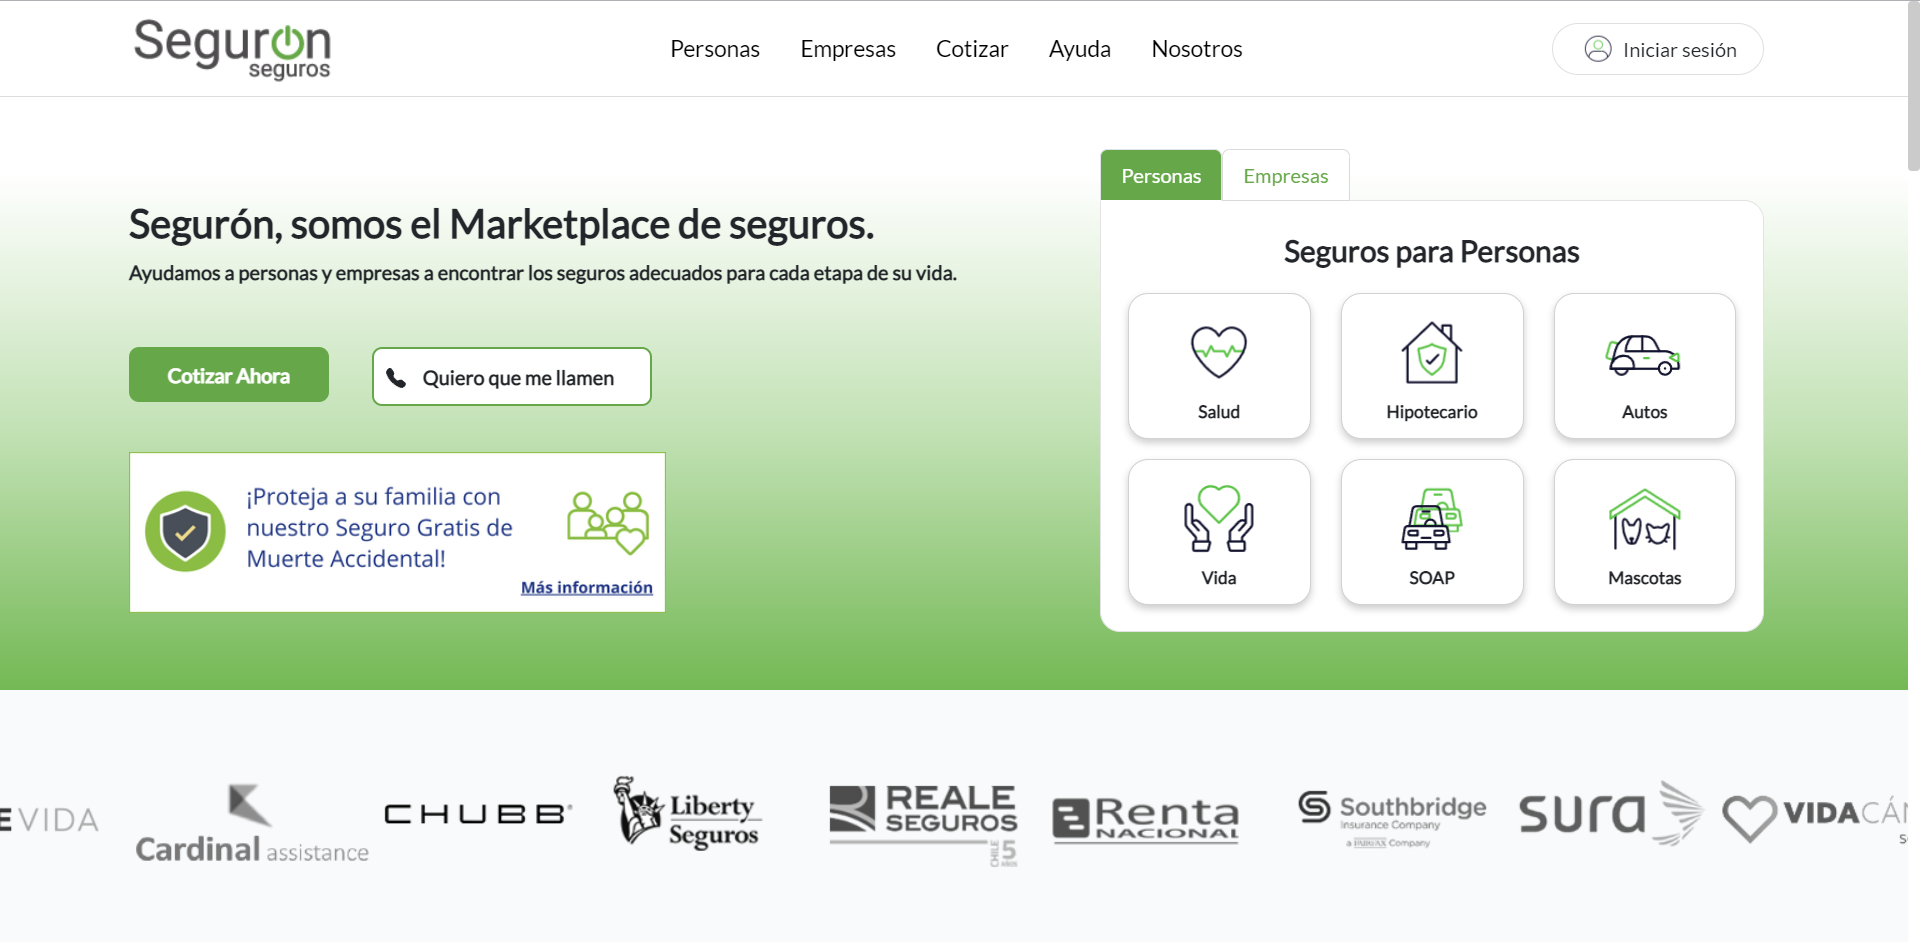 Segurón
seguros
Personas
Empresas
Cotizar
Ayuda
Nosotros
Iniciar sesión
Segurón, somos el Marketplace de seguros.
Ayudamos a personas y empresas a encontrar los seguros adecuados para cada etapa de su vida.
Cotizar Ahora
Quiero que me llamen
¡Proteja a su familia con
nuestro Seguro Gratis de
Muerte Accidental!
Más información
Personas
Empresas
Seguros para Personas
Salud
Hipotecario
Autos
Vida
SOAP
Mascotas
E VIDA
Cardinal assistance
CHUBB
Liberty
Seguros
REALE
SEGUROS
CHILE 5 AÑOS
Renta
NACIONAL
Southbridge
Insurance Company
a FAIRFAX Company
sura
VIDACÁ